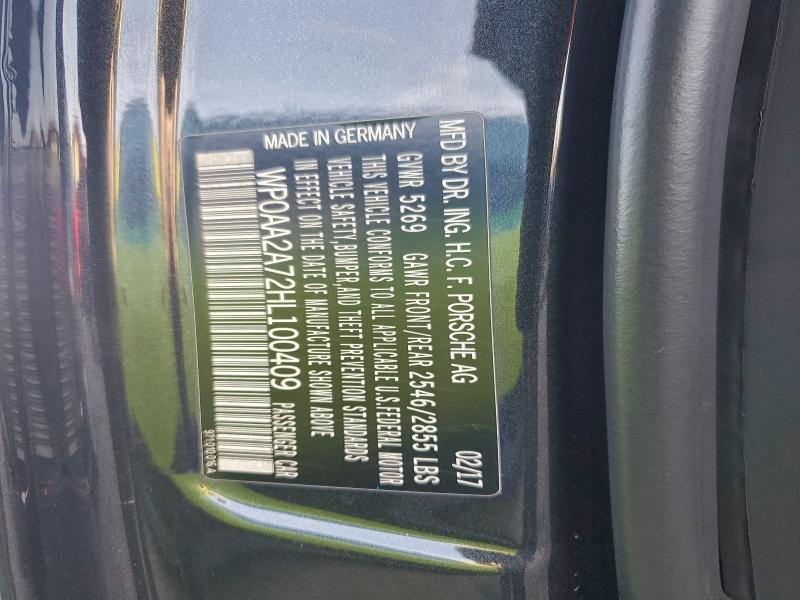 MFD BY DR. ING. H.C. F. PORSCHE AG 02/17
GVWR 5269 GAWR FRONT/REAR 2546/2855 LBS
THIS VEHICLE CONFORMS TO ALL APPLICABLE U.S. FEDERAL MOTOR
VEHICLE SAFETY, BUMPER, AND THEFT PREVENTION STANDARDS
IN EFFECT ON THE DATE OF MANUFACTURE SHOWN ABOVE
WP0AA2A72HL100409 PASSENGER CAR
MADE IN GERMANY